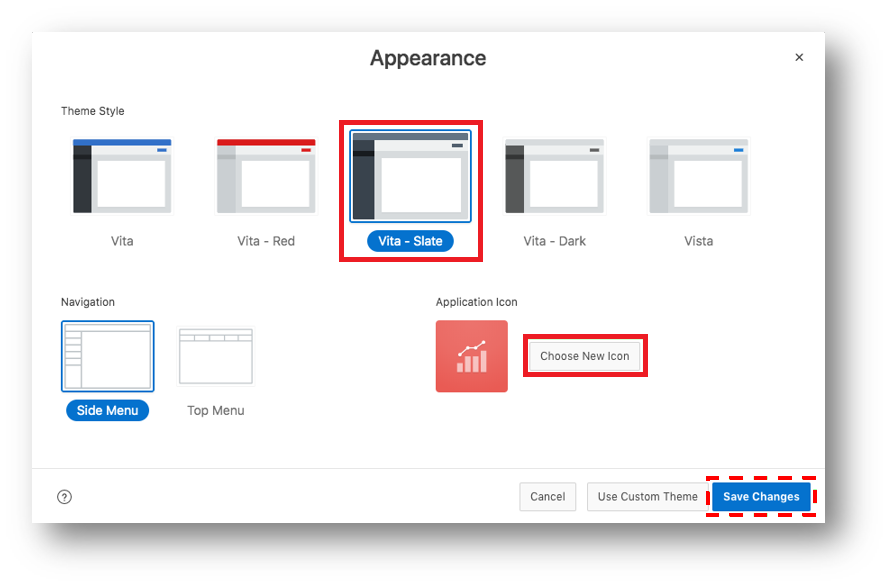 Appearance
×
Theme Style
Vita
Vita - Red
Vita - Slate
Vita - Dark
Vista
Navigation
Side Menu
Top Menu
Application Icon
Choose New Icon
?
Cancel
Use Custom Theme
Save Changes